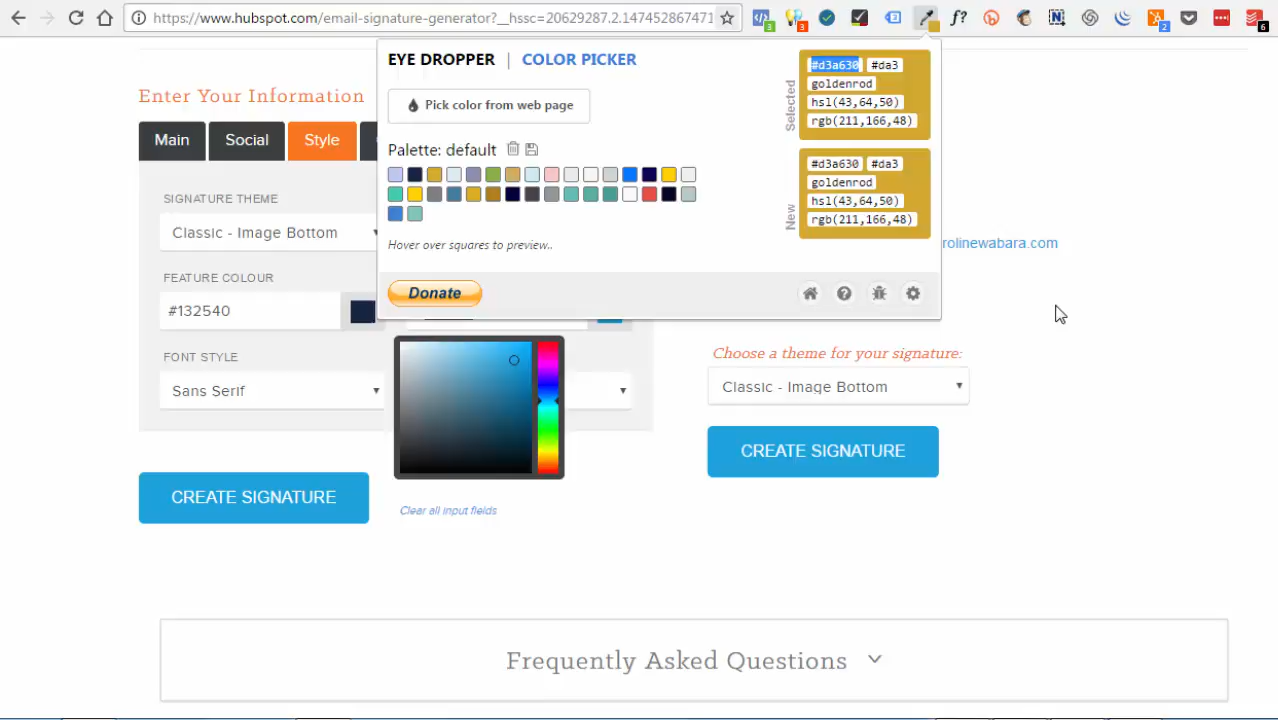 https://www.hubspot.com/email-signature-generator?__hssc=20629287.2.147452867471
3
3
f?
2
6
EYE DROPPER | COLOR PICKER
Pick color from web page
Palette: default
Hover over squares to preview..
Donate
Selected
#d3a630 #da3
goldenrod
hsl(43,64,50)
rgb(211,166,48)
New
#d3a630 #da3
goldenrod
hsl(43,64,50)
rgb(211,166,48)
Enter Your Information
Main Social Style
SIGNATURE THEME
Classic - Image Bottom
FEATURE COLOUR
#132540
FONT STYLE
Sans Serif
CREATE SIGNATURE
Clear all input fields
rolinewabara.com
Choose a theme for your signature:
Classic - Image Bottom
CREATE SIGNATURE
Frequently Asked Questions